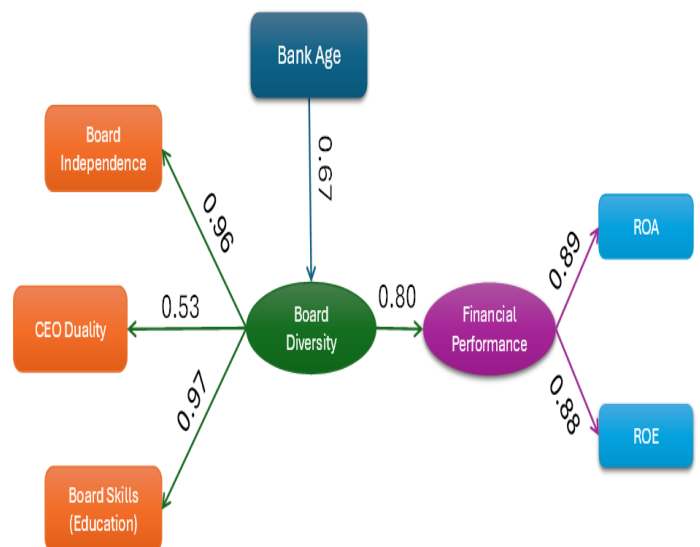 Bank Age
0.67
Board
Independence
0.96
CEO Duality
0.53
Board Skills
(Education)
0.97
Board
Diversity
0.80
Financial
Performance
0.89
ROA
0.88
ROE